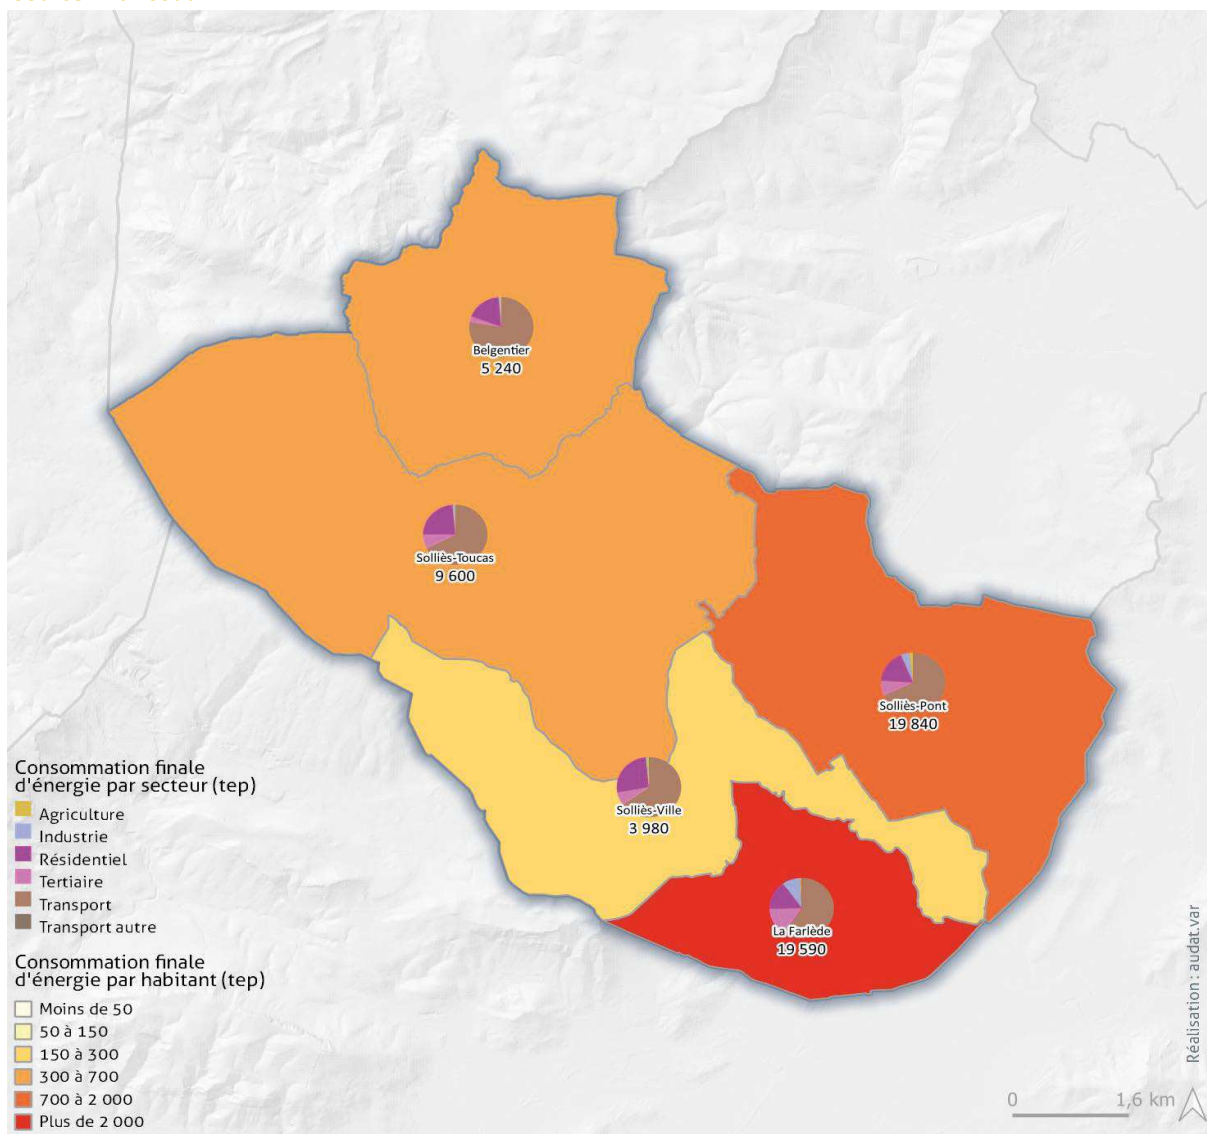 Belgentier
5 240
Solliès-Toucas
9 600
Solliès-Pont
19 840
Solliès-Ville
3 980
La Farlède
19 590
Consommation finale
d'énergie par secteur (tep)
Agriculture
Industrie
Résidentiel
Tertiaire
Transport
Transport autre
Consommation finale
d'énergie par habitant (tep)
Moins de 50
50 à 150
150 à 300
300 à 700
700 à 2 000
Plus de 2 000
Réalisation : audat.var
0 1,6 km